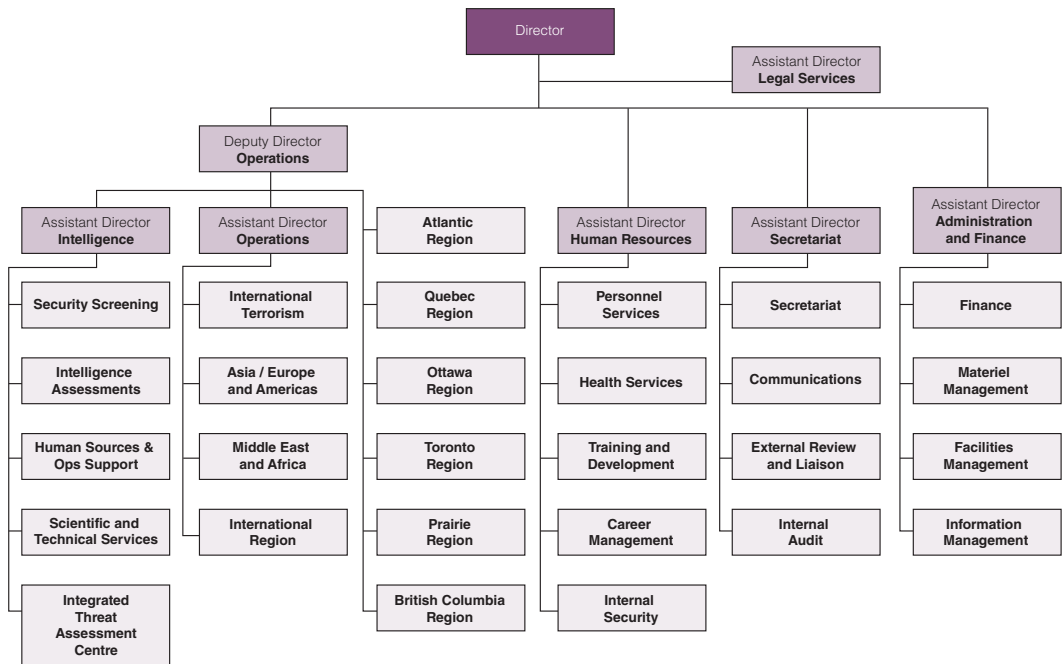 Director
Assistant Director
Legal Services
Deputy Director
Operations
Assistant Director
Intelligence
Assistant Director
Operations
Atlantic
Region
Assistant Director
Human Resources
Assistant Director
Secretariat
Assistant Director
Administration
and Finance
Security Screening
International
Terrorism
Quebec
Region
Personnel
Services
Secretariat
Finance
Intelligence
Assessments
Asia / Europe
and Americas
Ottawa
Region
Health Services
Communications
Materiel
Management
Human Sources &
Ops Support
Middle East
and Africa
Toronto
Region
Training and
Development
External Review
and Liaison
Facilities
Management
Scientific and
Technical Services
International
Region
Prairie
Region
Career
Management
Internal
Audit
Information
Management
Integrated
Threat
Assessment
Centre
British Columbia
Region
Internal
Security